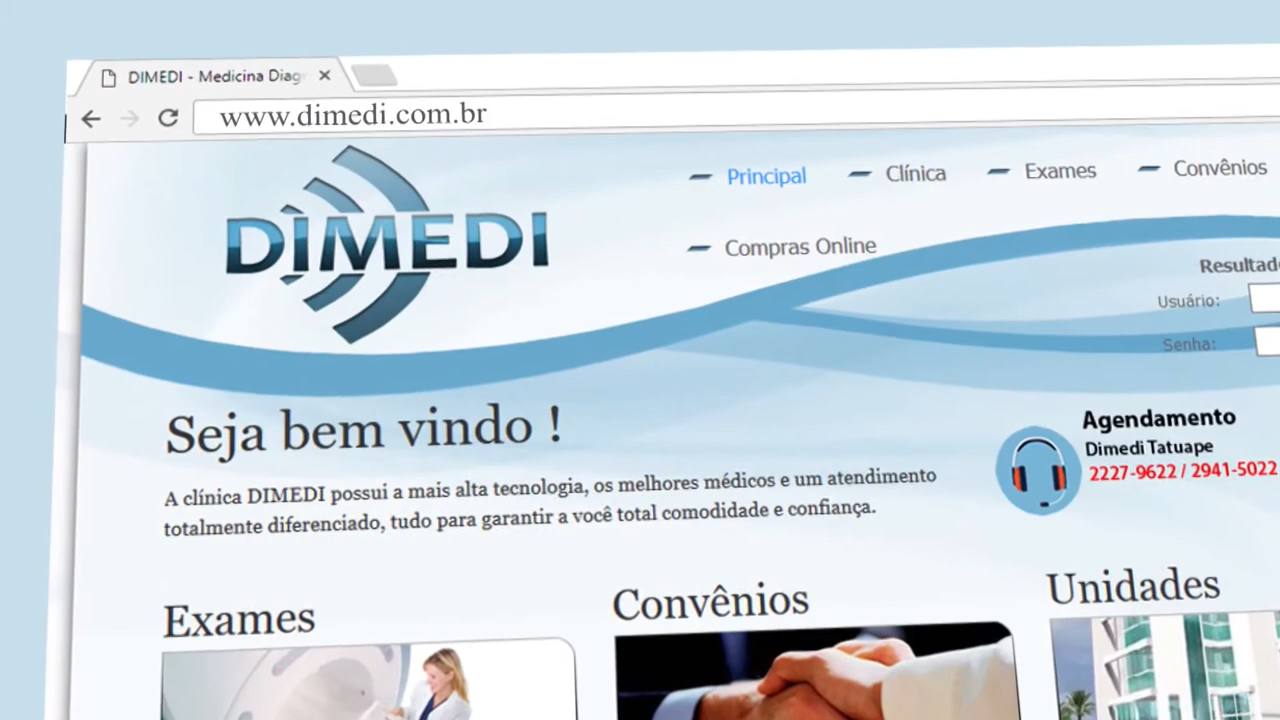 DIMEDI - Medicina Diag
www.dimedi.com.br
DIMEDI
Principal
Clínica
Exames
Convênios
Compras Online
Resultad
Usuário:
Senha:
Seja bem vindo !
A clínica DIMEDI possui a mais alta tecnologia, os melhores médicos e um atendimento
totalmente diferenciado, tudo para garantir a você total comodidade e confiança.
Agendamento
Dimedi Tatuape
2227-9622 / 2941-5022
Exames
Convênios
Unidades